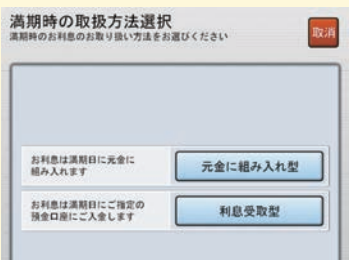 満期時の取扱方法選択
満期時のお利息のお取り扱い方法をお選びください
取消
お利息は満期日に元金に
組み入れます
元金に組み入れ型
お利息は満期日にご指定の
預金口座にご入金します
利息受取型